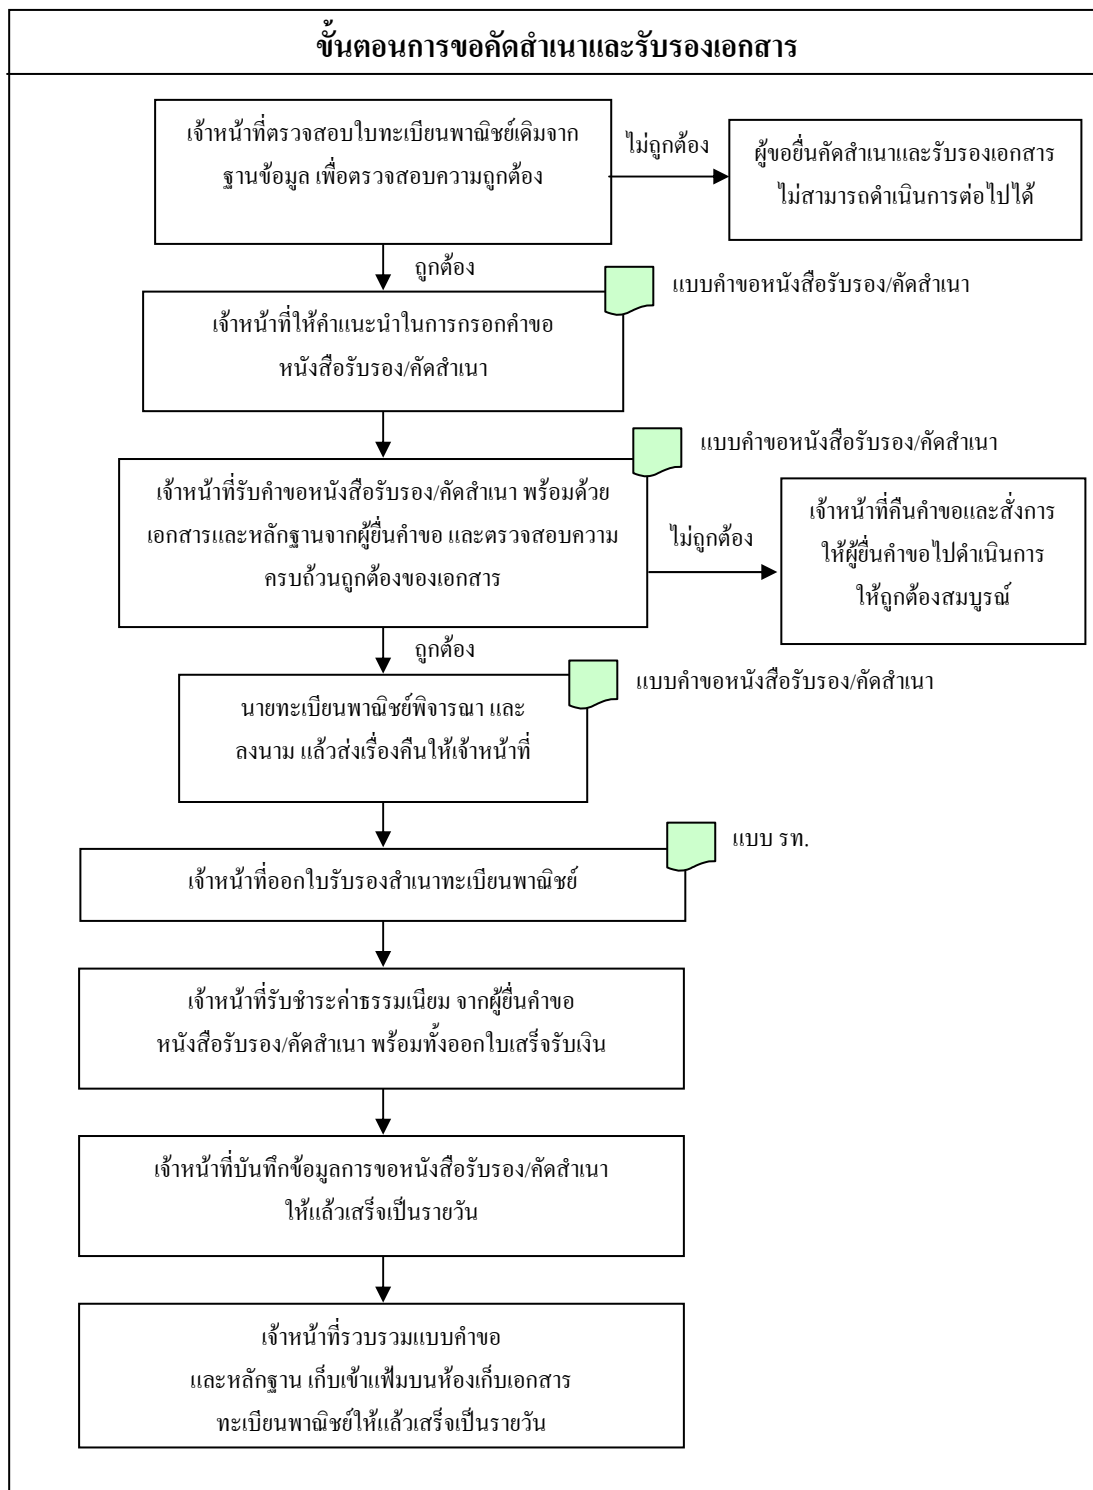 ขั้นตอนการขอคัดสำเนาและรับรองเอกสาร
เจ้าหน้าที่ตรวจสอบใบทะเบียนพาณิชย์เดิมจาก
ฐานข้อมูล เพื่อตรวจสอบความถูกต้อง
ไม่ถูกต้อง
ผู้ขอยื่นคัดสำเนาและรับรองเอกสาร
ไม่สามารถดำเนินการต่อไปได้
ถูกต้อง
แบบคำขอหนังสือรับรอง/คัดสำเนา
เจ้าหน้าที่ให้คำแนะนำในการกรอกคำขอ
หนังสือรับรอง/คัดสำเนา
แบบคำขอหนังสือรับรอง/คัดสำเนา
เจ้าหน้าที่รับคำขอหนังสือรับรอง/คัดสำเนา พร้อมด้วย
เอกสารและหลักฐานจากผู้ยื่นคำขอ และตรวจสอบความ
ครบถ้วนถูกต้องของเอกสาร
ไม่ถูกต้อง
เจ้าหน้าที่คืนคำขอและสั่งการ
ให้ผู้ยื่นคำขอไปดำเนินการ
ให้ถูกต้องสมบูรณ์
ถูกต้อง
แบบคำขอหนังสือรับรอง/คัดสำเนา
นายทะเบียนพาณิชย์พิจารณา และ
ลงนาม แล้วส่งเรื่องคืนให้เจ้าหน้าที่
แบบ รท.
เจ้าหน้าที่ออกใบรับรองสำเนาทะเบียนพาณิชย์
เจ้าหน้าที่รับชำระค่าธรรมเนียม จากผู้ยื่นคำขอ
หนังสือรับรอง/คัดสำเนา พร้อมทั้งออกใบเสร็จรับเงิน
เจ้าหน้าที่บันทึกข้อมูลการขอหนังสือรับรอง/คัดสำเนา
ให้แล้วเสร็จเป็นรายวัน
เจ้าหน้าที่รวบรวมแบบคำขอ
และหลักฐาน เก็บเข้าแฟ้มบนห้องเก็บเอกสาร
ทะเบียนพาณิชย์ให้แล้วเสร็จเป็นรายวัน